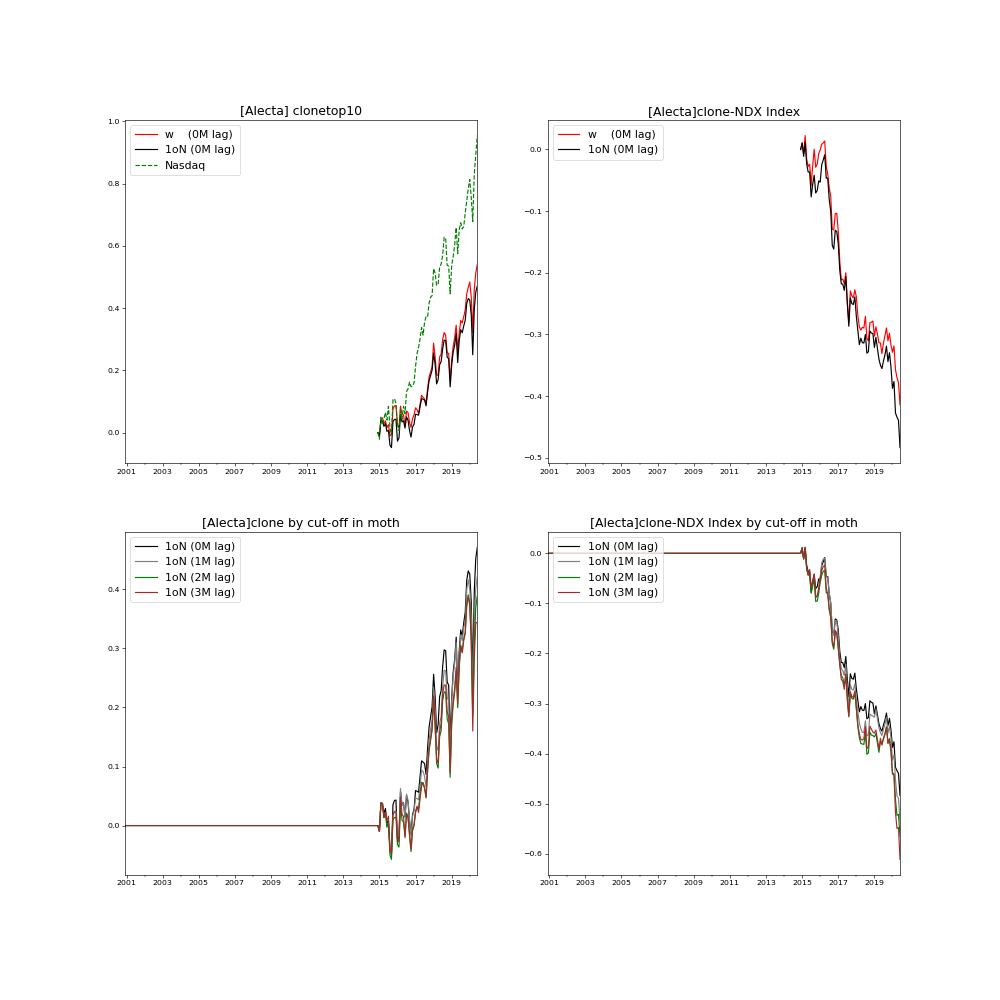 [Alecta] clonetop10
w    (0M lag)
1oN (0M lag)
Nasdaq
1.0
0.8
0.6
0.4
0.2
0.0
2001 2003 2005 2007 2009 2011 2013 2015 2017 2019
[Alecta]clone-NDX Index
w    (0M lag)
1oN (0M lag)
0.0
−0.1
−0.2
−0.3
−0.4
−0.5
2001 2003 2005 2007 2009 2011 2013 2015 2017 2019
[Alecta]clone by cut-off in moth
1oN (0M lag)
1oN (1M lag)
1oN (2M lag)
1oN (3M lag)
0.4
0.3
0.2
0.1
0.0
2001 2003 2005 2007 2009 2011 2013 2015 2017 2019
[Alecta]clone-NDX Index by cut-off in moth
1oN (0M lag)
1oN (1M lag)
1oN (2M lag)
1oN (3M lag)
0.0
−0.1
−0.2
−0.3
−0.4
−0.5
−0.6
2001 2003 2005 2007 2009 2011 2013 2015 2017 2019